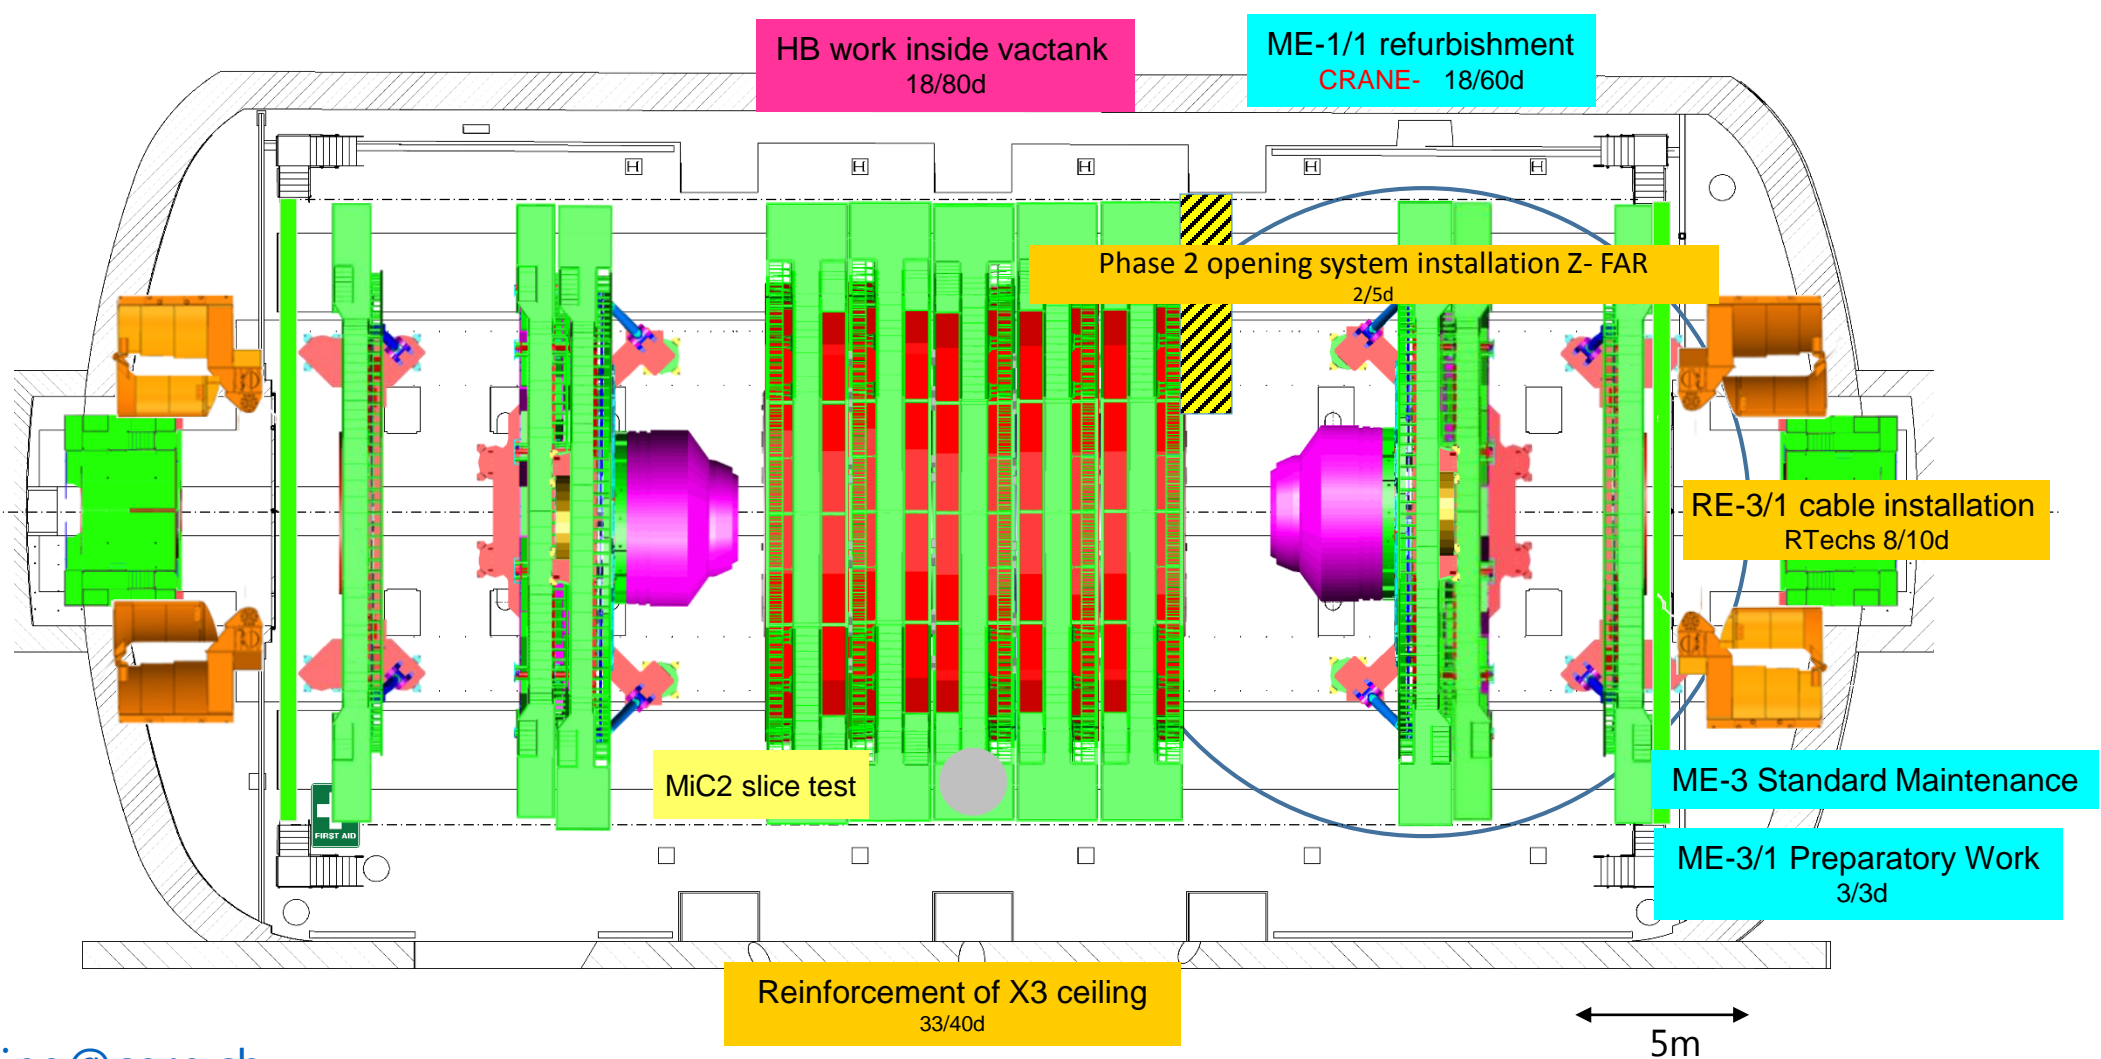 HB work inside vactank
18/80d
ME-1/1 refurbishment
CRANE- 18/60d
H
H
H
H
H
Phase 2 opening system installation Z- FAR
2/5d
RE-3/1 cable installation
RTechs 8/10d
MiC2 slice test
ME-3 Standard Maintenance
FIRST AID
ME-3/1 Preparatory Work
3/3d
Reinforcement of X3 ceiling
33/40d
5m